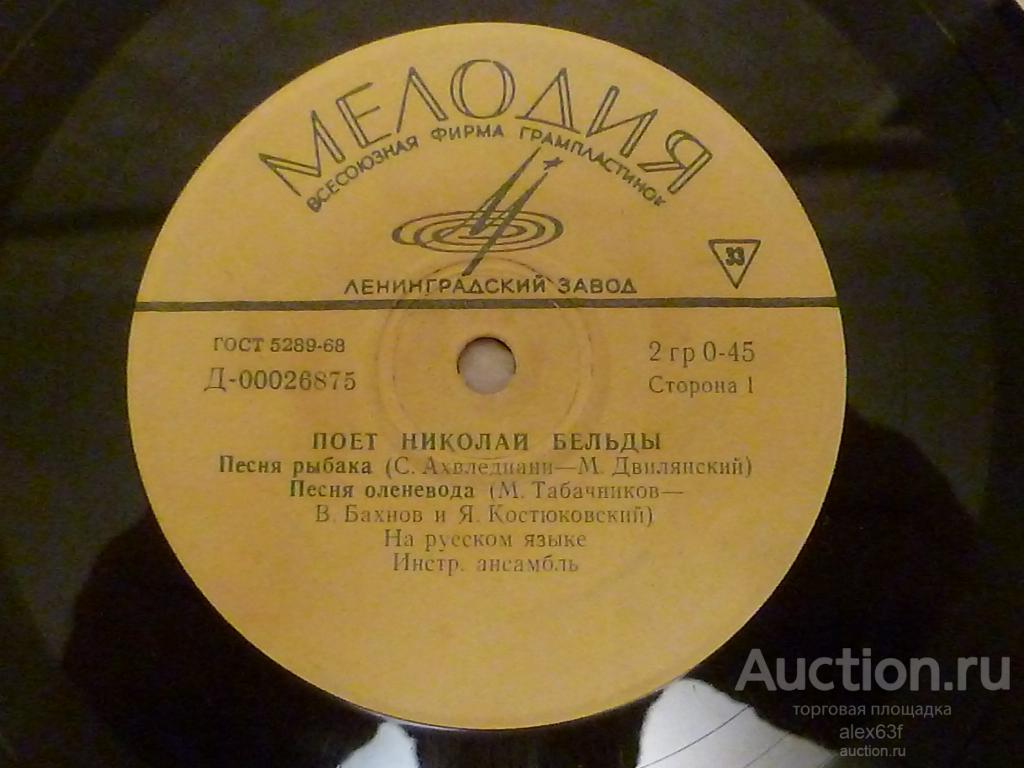 МЕЛОДИЯ
ВСЕСОЮЗНАЯ ФИРМА ГРАМПЛАСТИНОК
33
ЛЕНИНГРАДСКИЙ ЗАВОД
ГОСТ 5289-68
2 гр 0-45
Д-00026875
Сторона 1
ПОЕТ НИКОЛАЙ БЕЛЬДЫ
Песня рыбака (С. Ахвледиани—М. Двилянский)
Песня оленевода (М. Табачников—
В. Бахнов и Я. Костюковский)
На русском языке
Инстр. ансамбль
Auction.ru
торговая площадка
alex63f
auction.ru